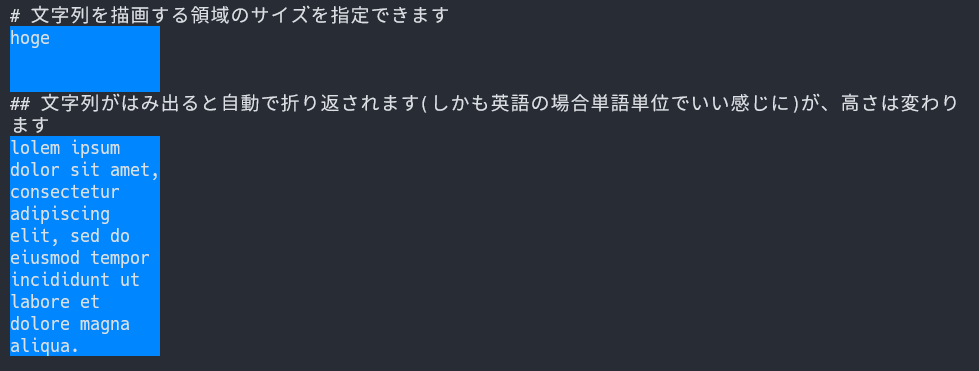 # 文字列を描画する領域のサイズを指定できます
hoge
## 文字列がはみ出ると自動で折り返されます(しかも英語の場合単語単位でいい感じに)が、高さは変わり
ます
lolem ipsum
dolor sit amet,
consectetur
adipiscing
elit, sed do
eiusmod tempor
incididunt ut
labore et
dolore magna
aliqua.